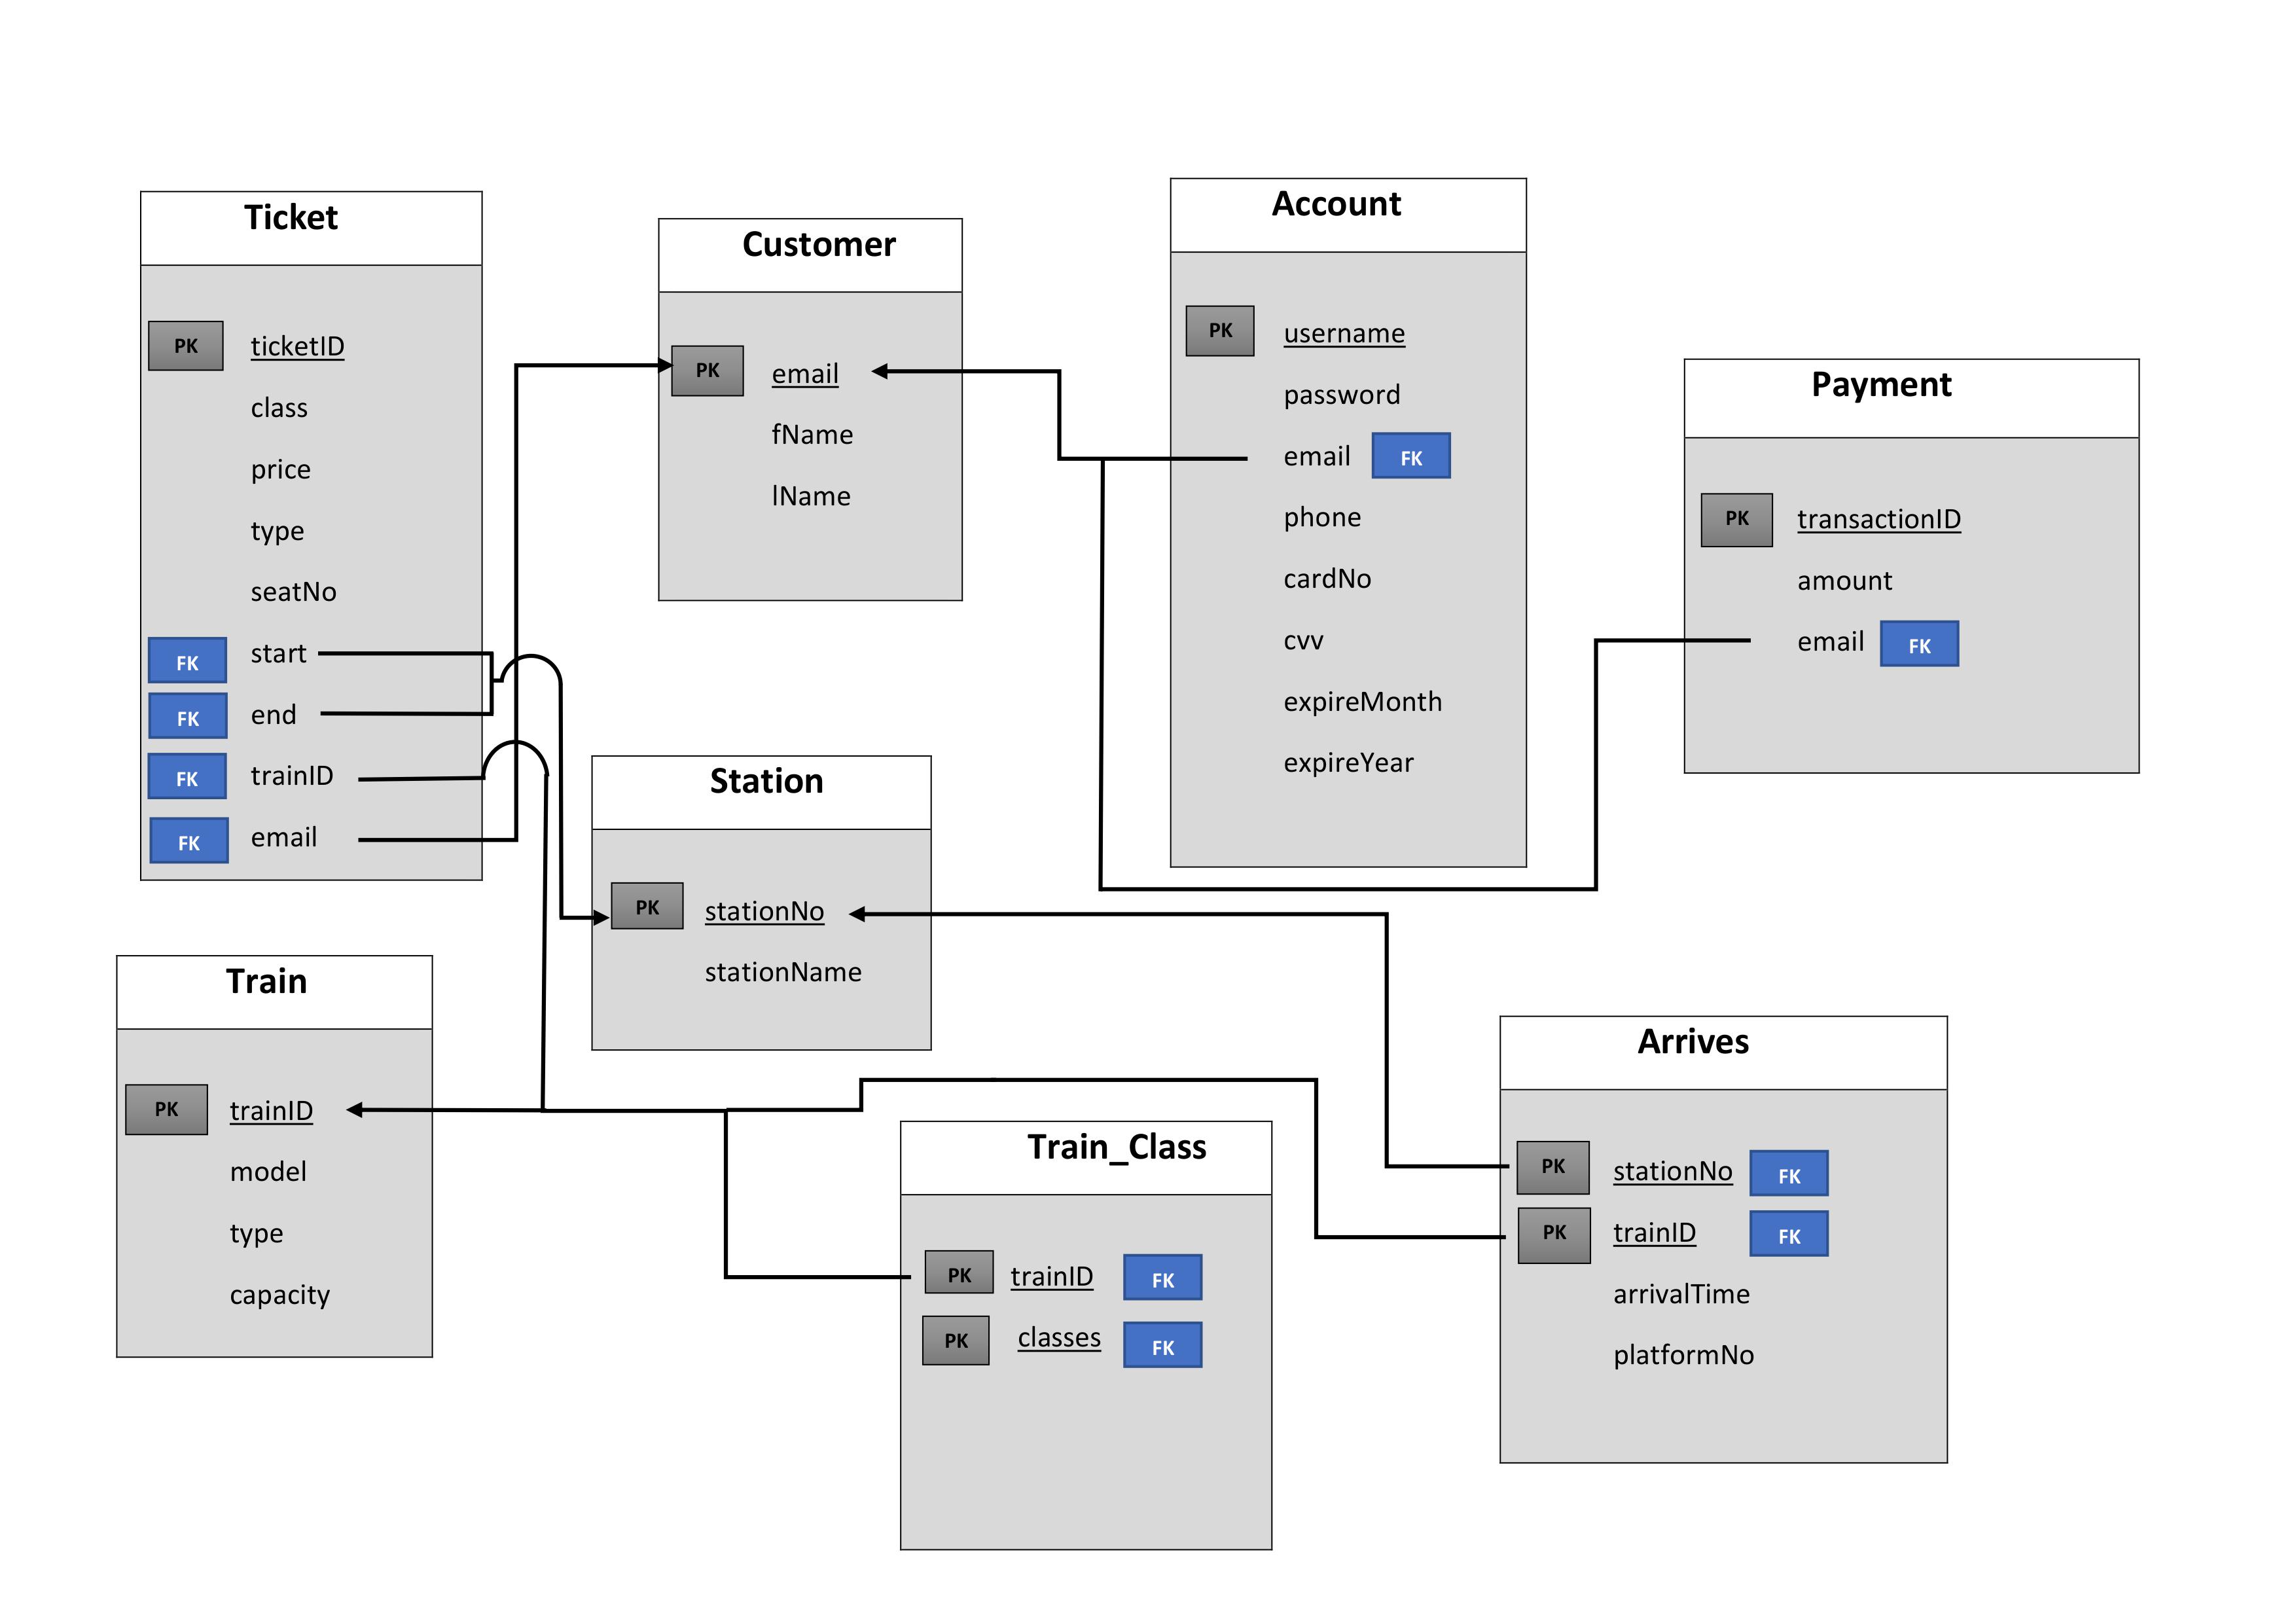 Ticket
PK ticketID
class
price
type
seatNo
FK start
FK end
FK trainID
FK email
Customer
PK email
fName
lName
Account
PK username
password
email FK
phone
cardNo
cvv
expireMonth
expireYear
Payment
PK transactionID
amount
email FK
Station
PK stationNo
stationName
Train
PK trainID
model
type
capacity
Train_Class
PK trainID FK
PK classes FK
Arrives
PK stationNo FK
PK trainID FK
arrivalTime
platformNo